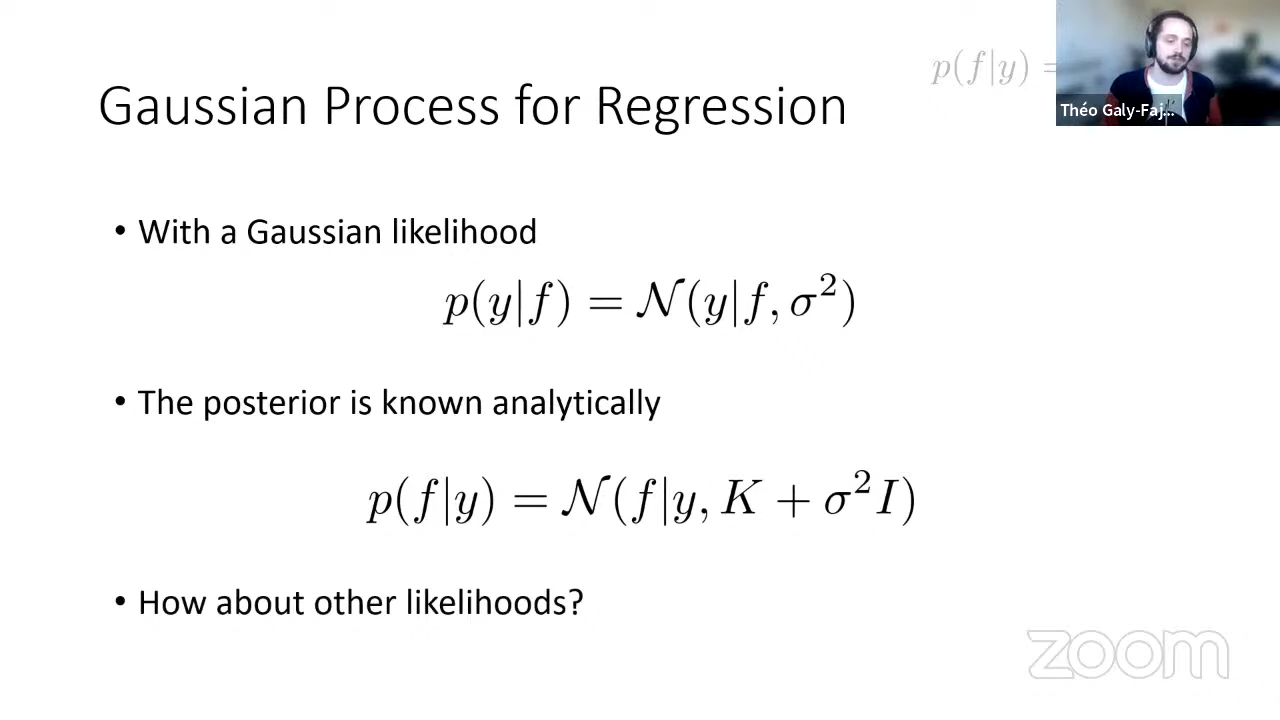 p(f|y) =
Théo Galy-Faj...
Gaussian Process for Regression
• With a Gaussian likelihood
p(y|f) = 𝒩(y|f, σ²)
• The posterior is known analytically
p(f|y) = 𝒩(f|y, K + σ²I)
• How about other likelihoods?
zoom